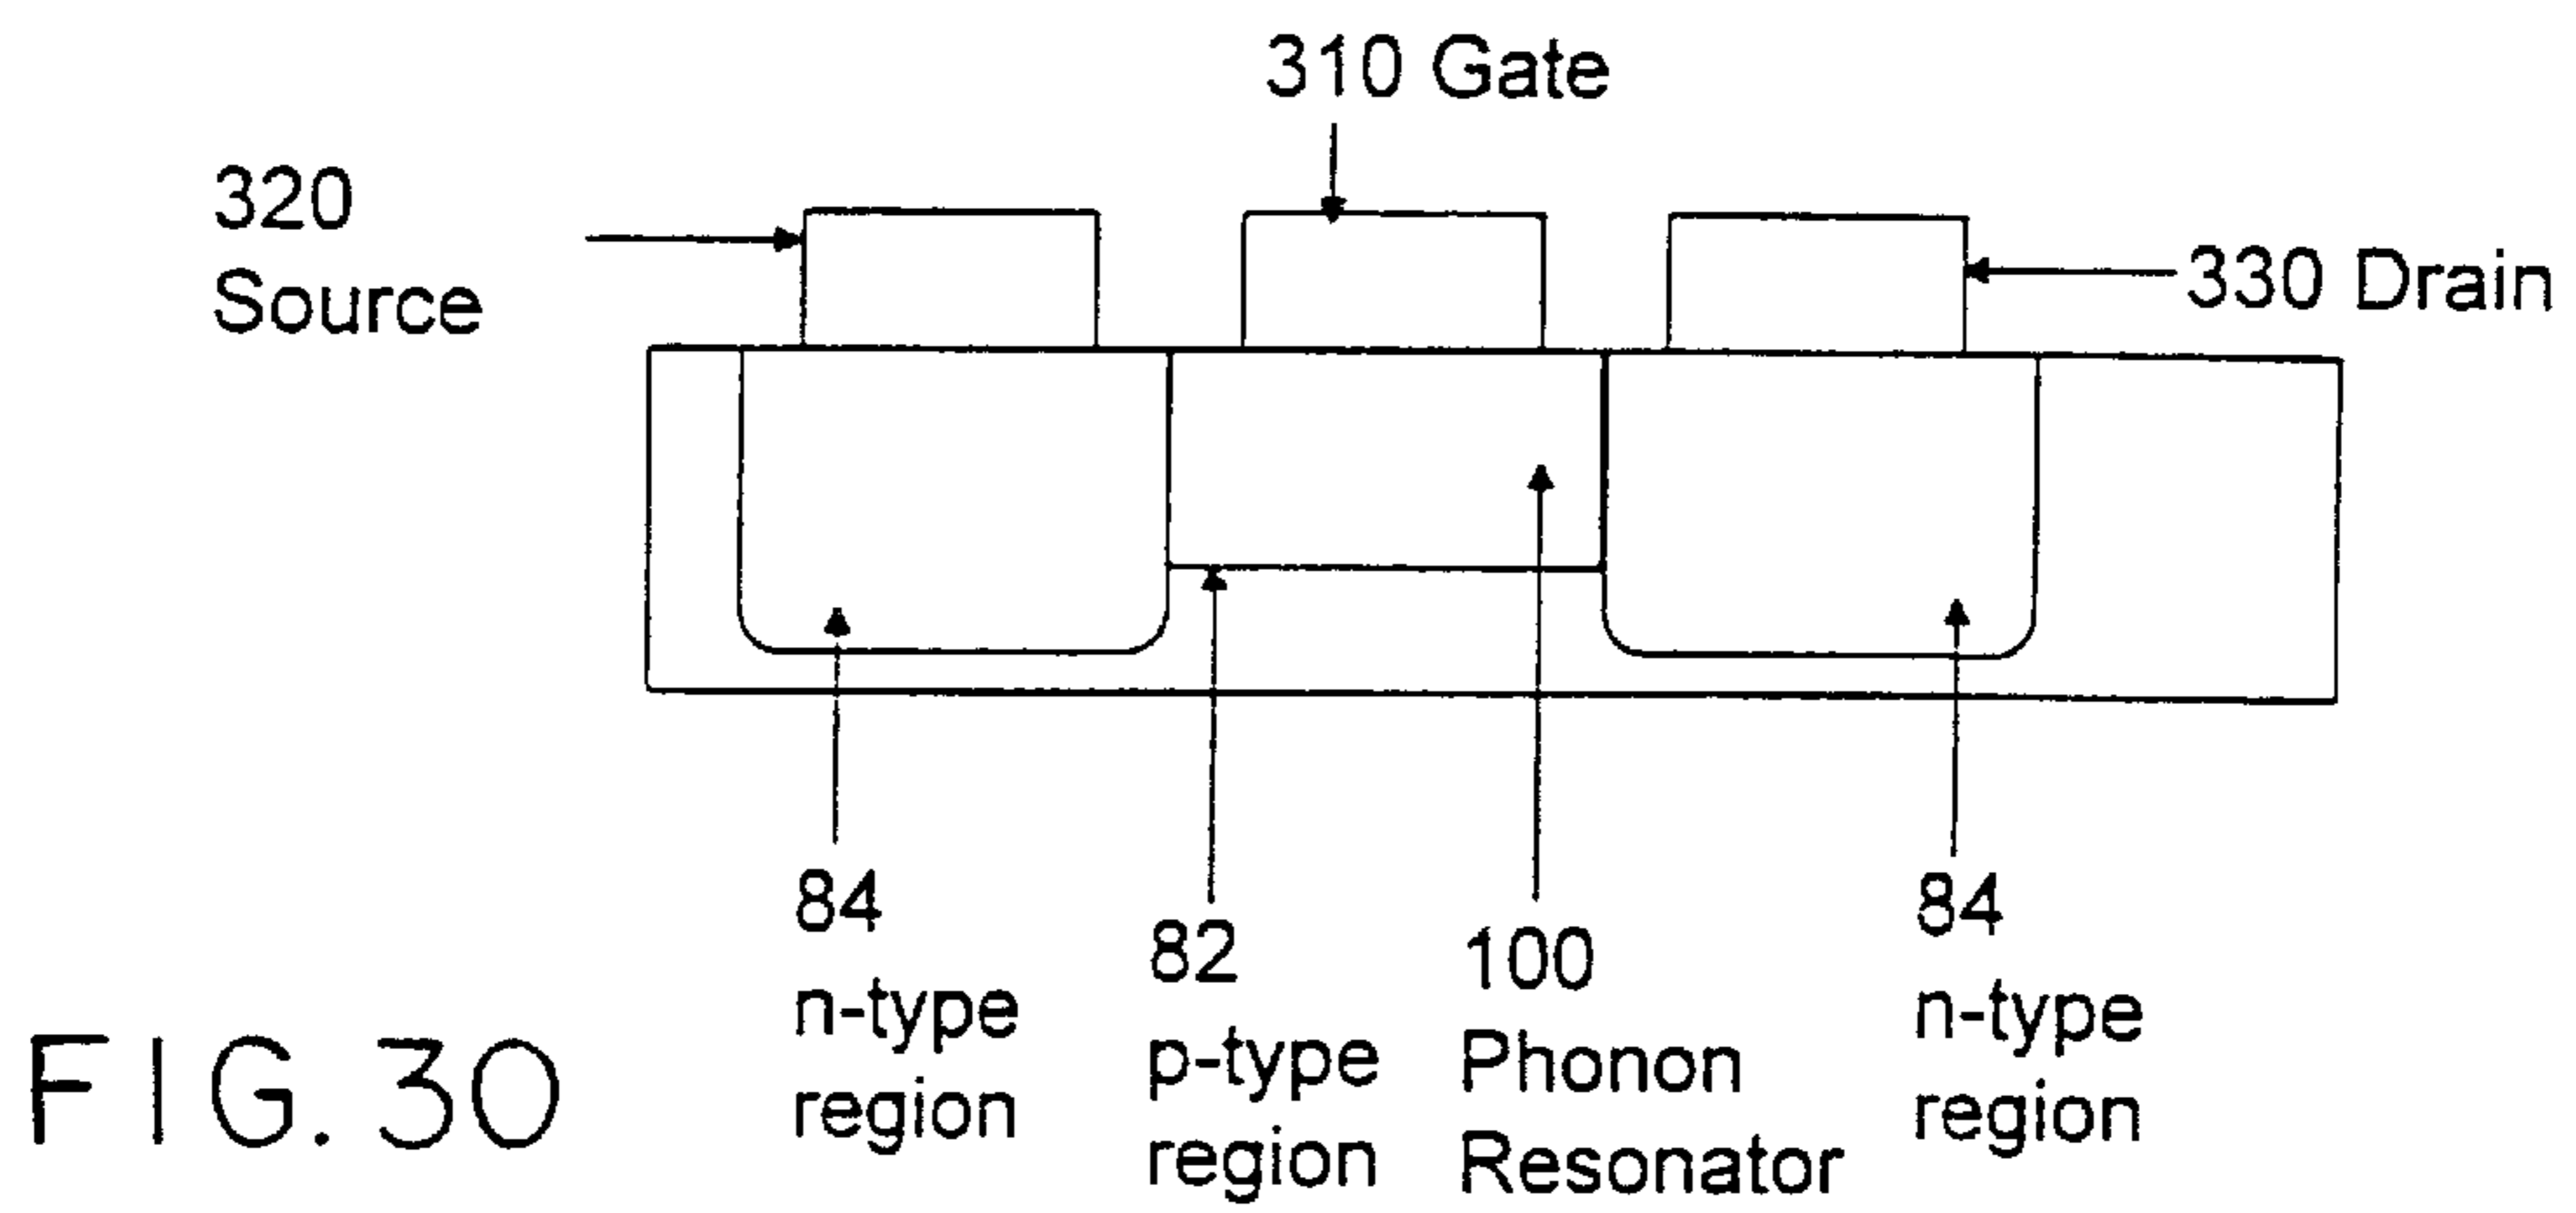 310 Gate
320
Source
330 Drain
84
n-type
region
82
p-type
region
100
Phonon
Resonator
84
n-type
region
FIG. 30